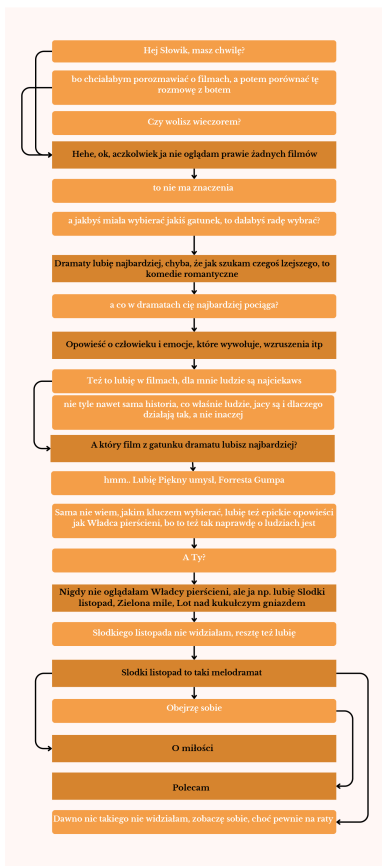 Hej Słowik, masz chwilę?
bo chciałabym porozmawiać o filmach, a potem porównać tę
rozmowę z botem
Czy wolisz wieczorem?
Hehe, ok, aczkolwiek ja nie oglądam prawie żadnych filmów
to nie ma znaczenia
a jakbyś miała wybierać jakiś gatunek, to dałabyś radę wybrać?
Dramaty lubię najbardziej, chyba, że jak szukam czegoś lzejszego, to
komedie romantyczne
a co w dramatach cię najbardziej pociąga?
Opowieść o człowieku i emocje, które wywołuje, wzruszenia itp
Też to lubię w filmach, dla mnie ludzie są najciekaws
nie tyle nawet sama historia, co właśnie ludzie, jacy są i dlaczego
działają tak, a nie inaczej
A który film z gatunku dramatu lubisz najbardziej?
hmm.. Lubię Piękny umysł, Forresta Gumpa
Sama nie wiem, jakim kluczem wybierać, lubię też epickie opowieści
jak Władca pierścieni, bo to też tak naprawdę o ludziach jest
A Ty?
Nigdy nie oglądałam Władcy pierścieni, ale ja np. lubię Slodki
listopad, Zielona mile, Lot nad kukułczym gniazdem
Słodkiego listopada nie widziałam, resztę też lubię
Slodki listopad to taki melodramat
Obejrzę sobie
O miłości
Polecam
Dawno nic takiego nie widziałam, zobaczę sobie, choć pewnie na raty